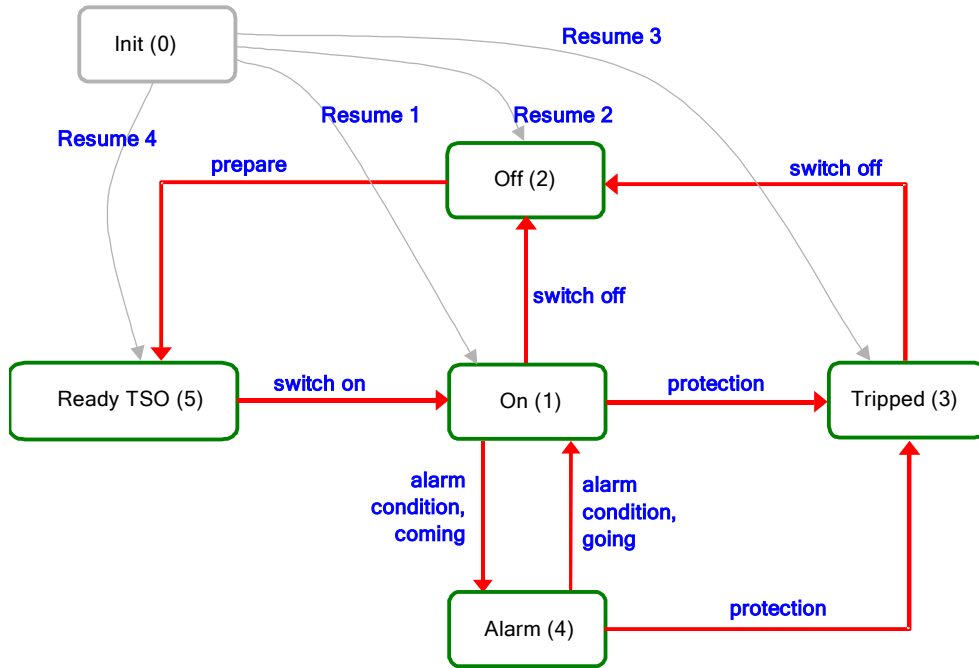 Init (0)
Resume 3
Resume 1
Resume 2
Resume 4
prepare
Off (2)
switch off
switch off
Ready TSO (5)
switch on
On (1)
protection
Tripped (3)
alarm
condition,
coming
alarm
condition,
going
Alarm (4)
protection